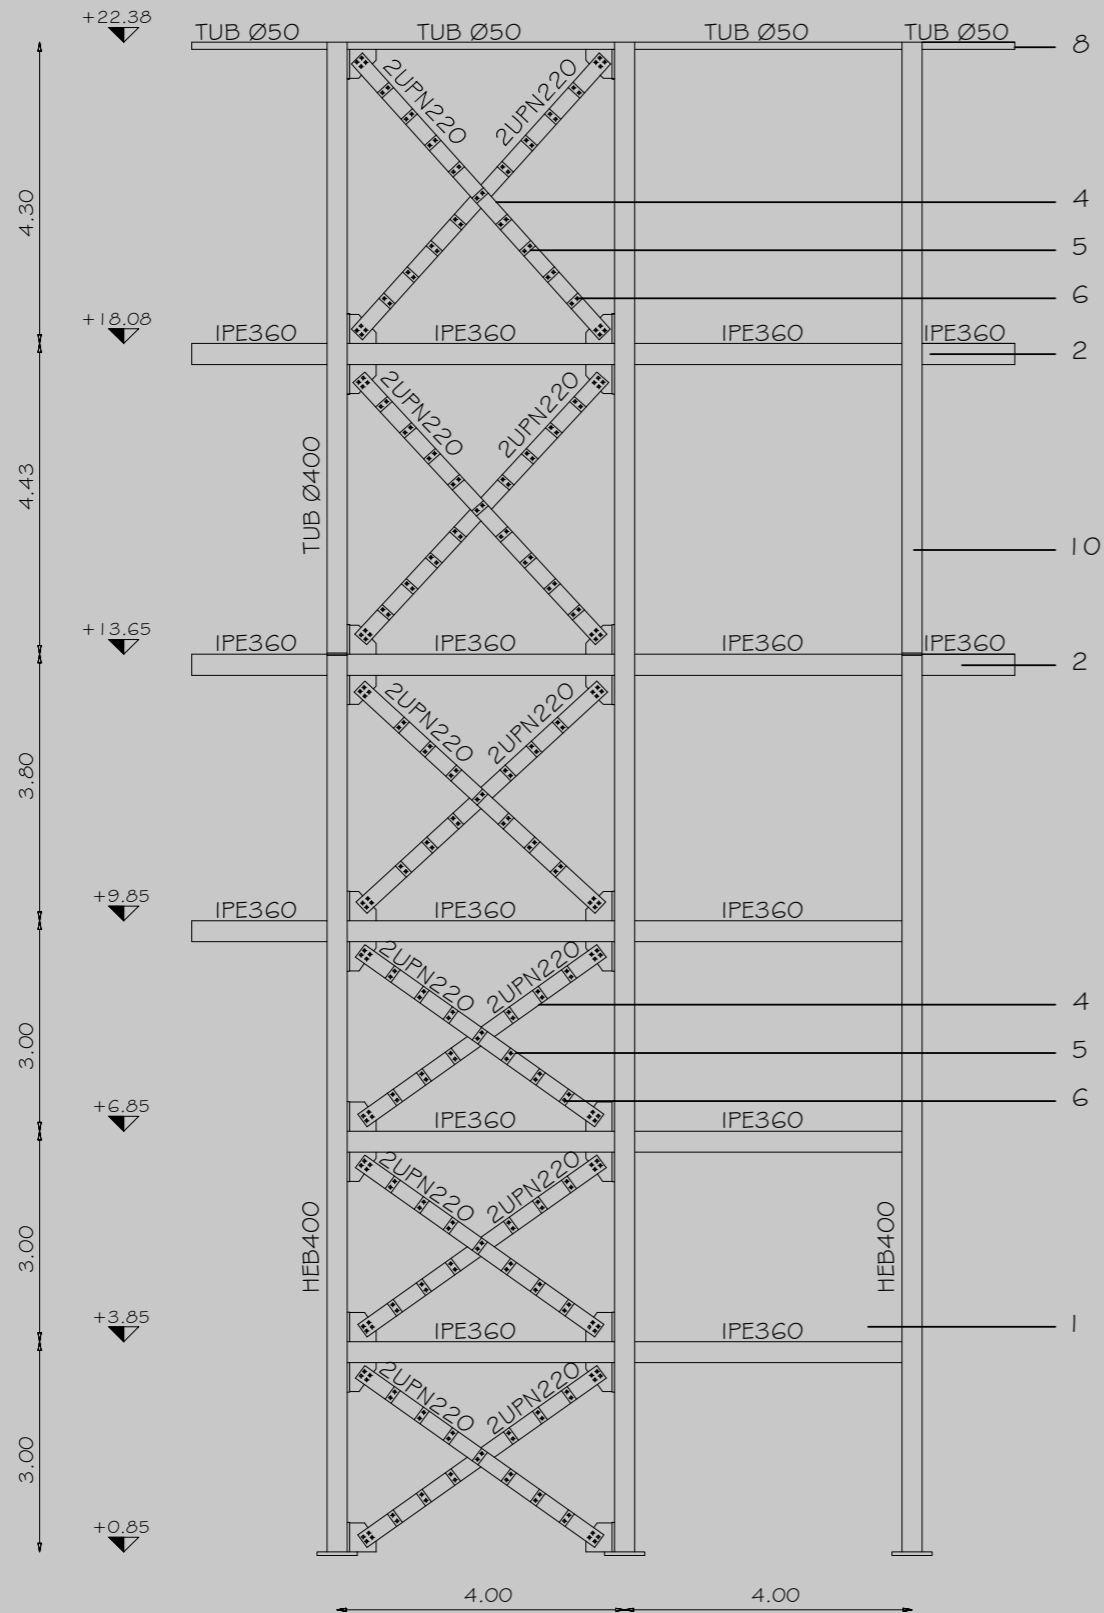 +22.38
TUB Ø50 TUB Ø50 TUB Ø50 TUB Ø50
8
2UPN220 2UPN220
4.30
4
5
6
+18.08
IPE360 IPE360 IPE360 IPE360
2
2UPN220 2UPN220
4.43
TUB Ø400
10
+13.65
IPE360 IPE360 IPE360 IPE360
2
2UPN220 2UPN220
3.80
+9.85
IPE360 IPE360 IPE360
2UPN220 2UPN220
4
3.00
5
6
+6.85
IPE360 IPE360
2UPN220 2UPN220
3.00
HEB400 HEB400
+3.85
IPE360 IPE360
1
2UPN220 2UPN220
3.00
+0.85
4.00 4.00